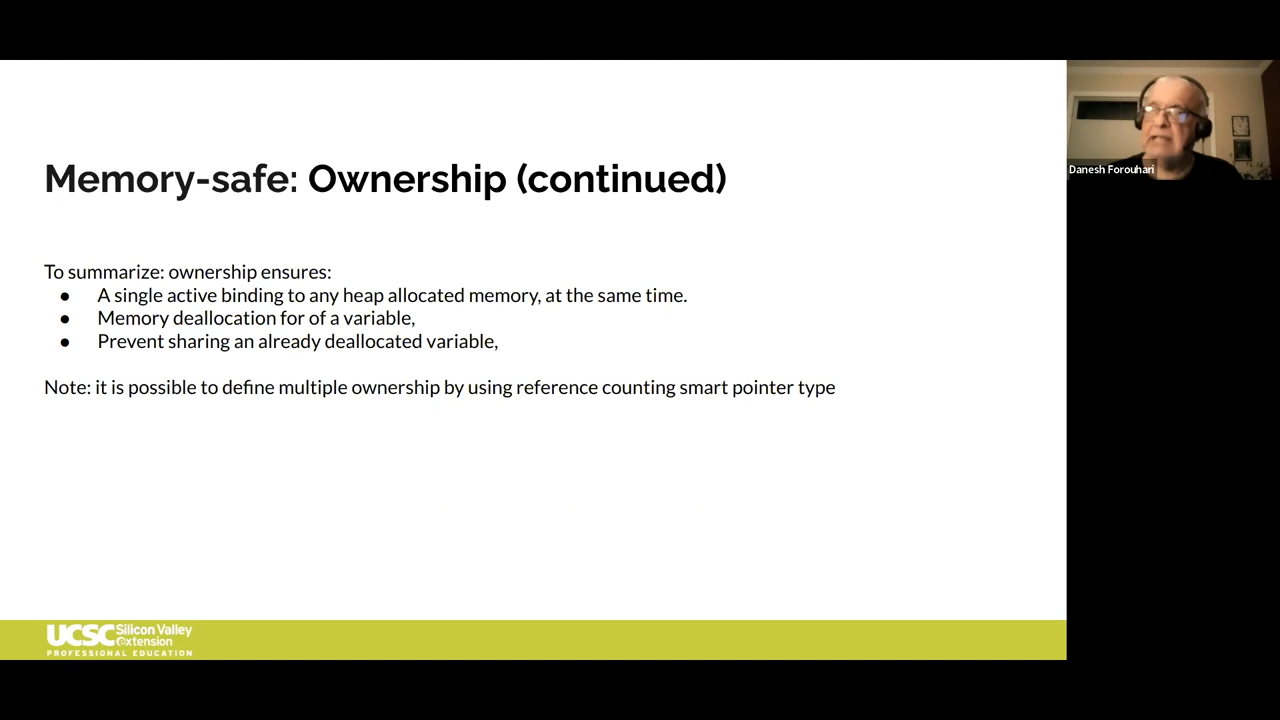 Memory-safe: Ownership (continued)
To summarize: ownership ensures:
● A single active binding to any heap allocated memory, at the same time.
● Memory deallocation for of a variable,
● Prevent sharing an already deallocated variable,
Note: it is possible to define multiple ownership by using reference counting smart pointer type
Danesh Forouhari
UCSC Silicon Valley
extension
PROFESSIONAL EDUCATION